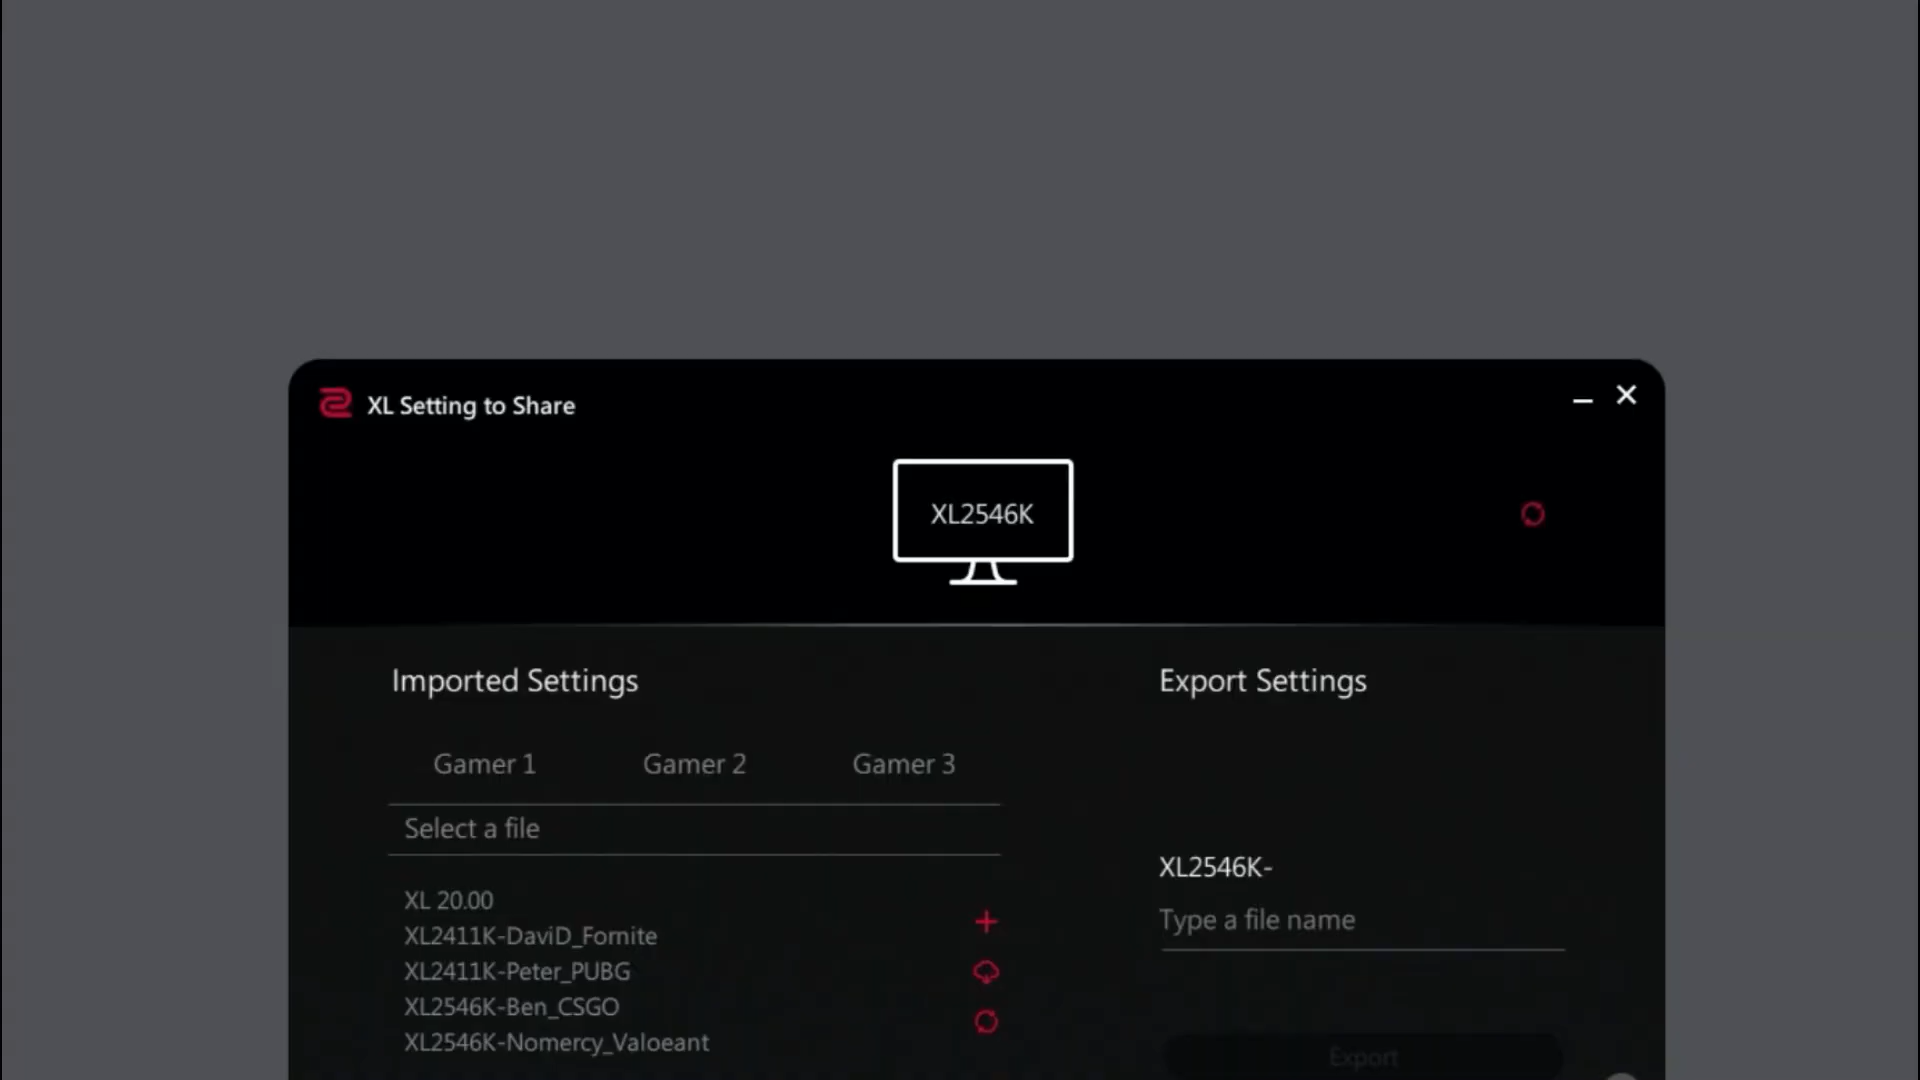 XL Setting to Share
XL2546K
Imported Settings
Export Settings
Gamer 1 Gamer 2 Gamer 3
Select a file
XL 20.00
XL2411K-DaviD_Fornite
XL2411K-Peter_PUBG
XL2546K-Ben_CSGO
XL2546K-Nomercy_Valoeant
XL2546K-
Type a file name
Export